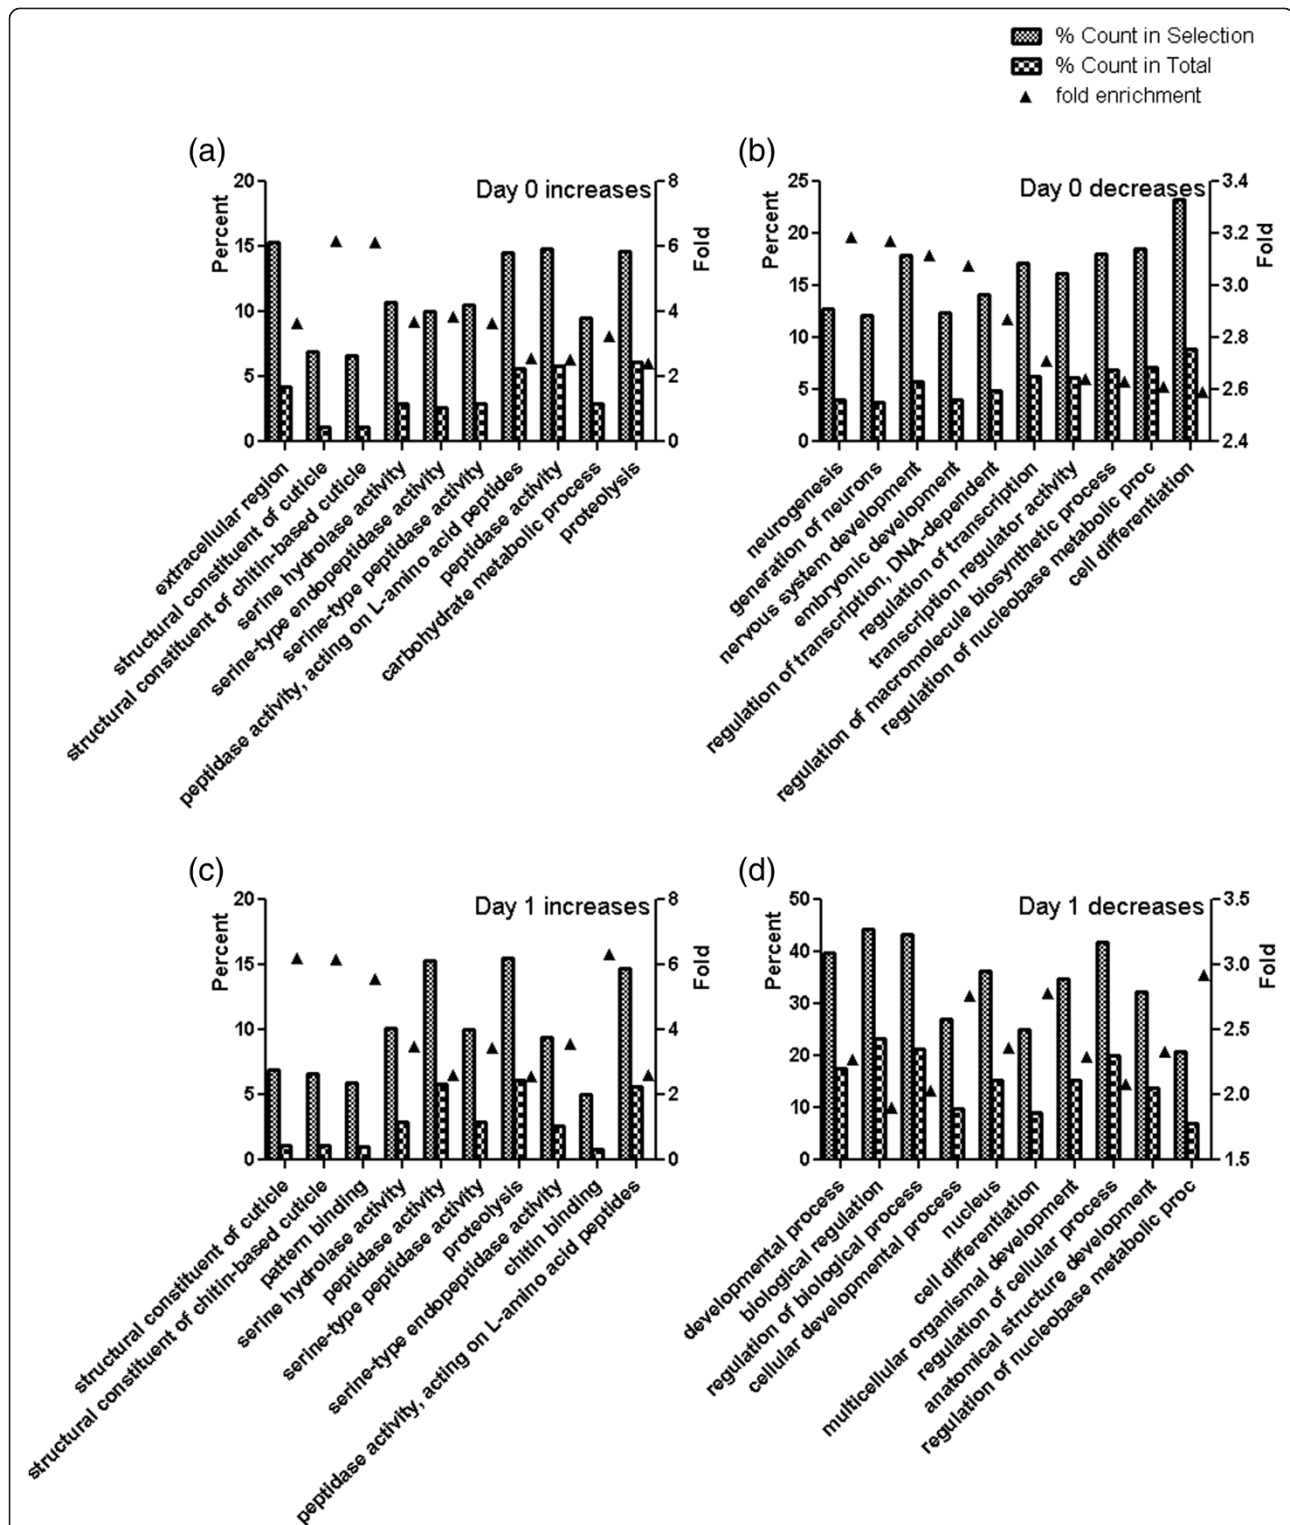 % Count in Selection
% Count in Total
fold enrichment
(a)
Day 0 increases
Percent
20
15
10
5
0
Fold
8
6
4
2
0
extracellular region
structural constituent of cuticle
structural constituent of chitin-based cuticle
serine hydrolase activity
serine-type endopeptidase activity
serine-type peptidase activity
peptidase activity, acting on L-amino acid peptides
peptidase activity
carbohydrate metabolic process
proteolysis
(b)
Day 0 decreases
Percent
25
20
15
10
5
0
Fold
3.4
3.2
3.0
2.8
2.6
2.4
neurogenesis
generation of neurons
nervous system development
embryonic development
regulation of transcription, DNA-dependent
regulation of transcription
transcription regulator activity
regulation of macromolecule biosynthetic process
regulation of nucleobase metabolic proc
cell differentiation
(c)
Day 1 increases
Percent
20
15
10
5
0
Fold
8
6
4
2
0
structural constituent of cuticle
structural constituent of chitin-based cuticle
pattern binding
serine hydrolase activity
peptidase activity
serine-type peptidase activity
proteolysis
serine-type endopeptidase activity
chitin binding
peptidase activity, acting on L-amino acid peptides
(d)
Day 1 decreases
Percent
50
40
30
20
10
0
Fold
3.5
3.0
2.5
2.0
1.5
developmental process
biological regulation
regulation of biological process
cellular developmental process
nucleus
cell differentiation
multicellular organismal development
regulation of cellular process
anatomical structure development
regulation of nucleobase metabolic proc